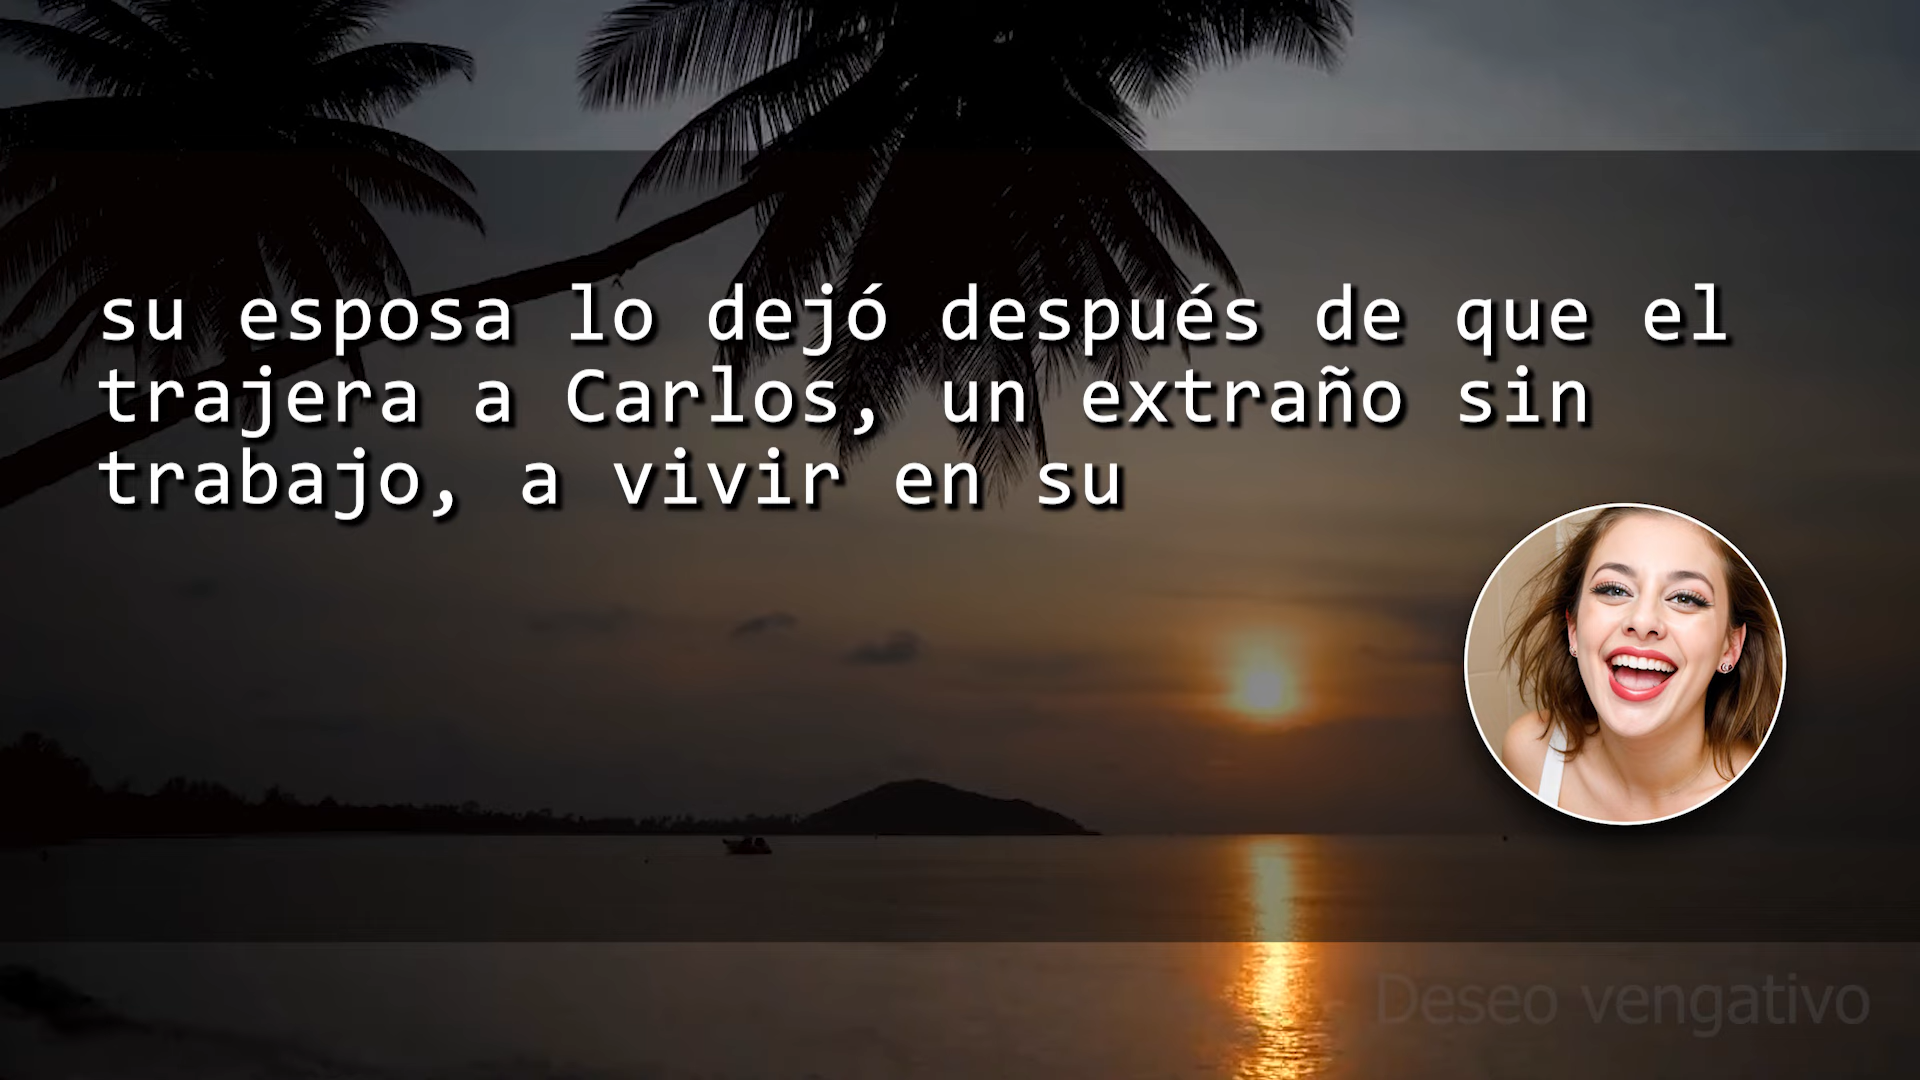 su esposa lo dejó después de que el
trajera a Carlos, un extraño sin
trabajo, a vivir en su
Deseo vengativo